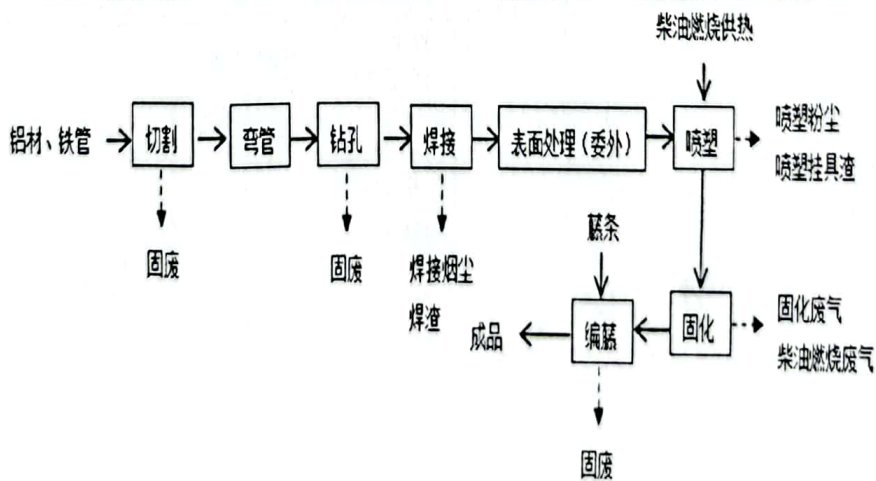 柴油燃烧供热
铝材、铁管
切割
弯管
钻孔
焊接
表面处理(委外)
喷塑
喷塑粉尘
喷塑挂具渣
固废
固废
焊接烟尘
焊渣
藤条
成品
编藤
固化
固化废气
柴油燃烧废气
固废